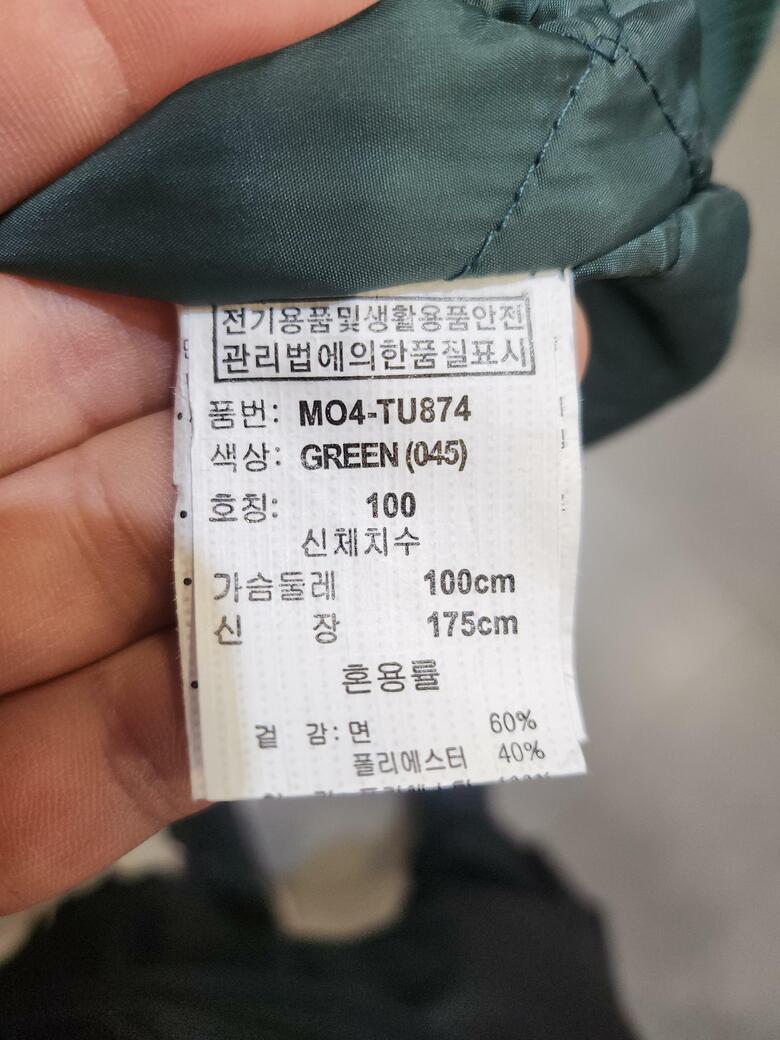 전기용품및생활용품안전
관리법에의한품질표시
품번: MO4-TU874
색상: GREEN (045)
호칭: 100
신체치수
가슴둘레 100cm
신 장 175cm
혼용률
겉 감: 면 60%
폴리에스터 40%